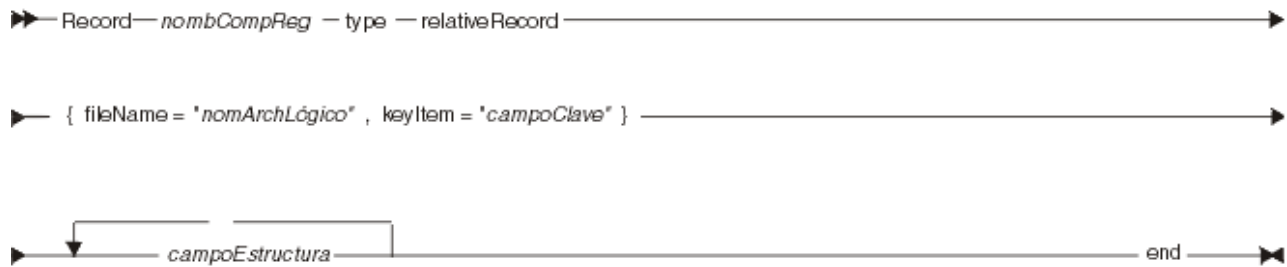 Record nombCompReg type relativeRecord
{ fileName = "nomArchLógico" , keyItem = "campoClave" }
campoEstructura end